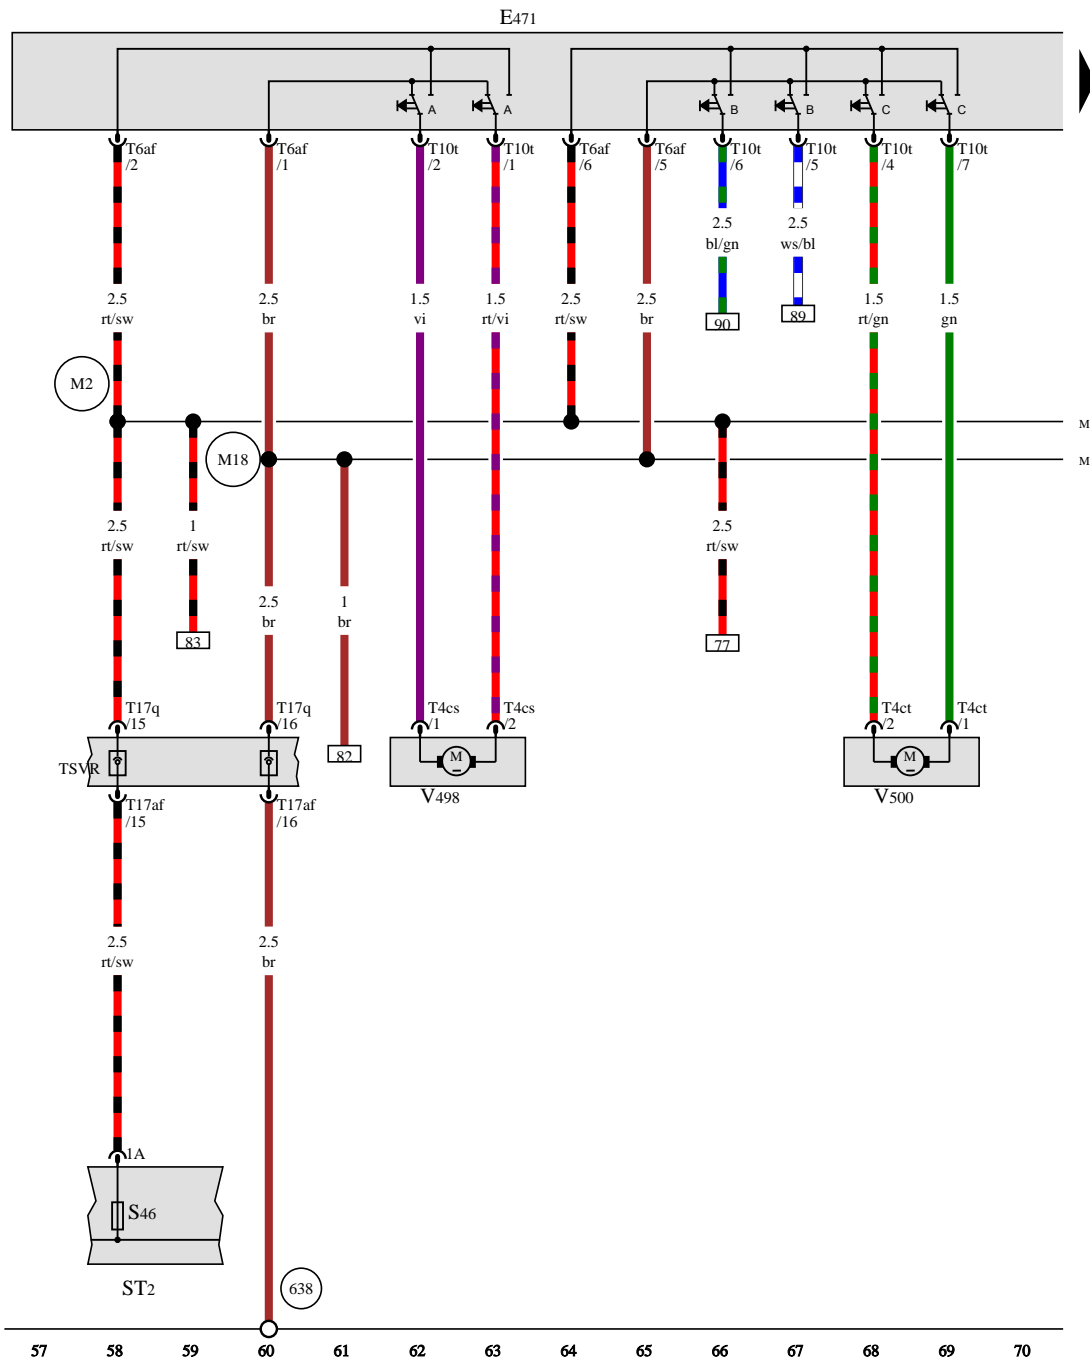 E471
A A B B C C
T6af T6af T10t T10t T6af T6af T10t T10t T10t T10t
/2 /1 /2 /1 /6 /5 /6 /5 /4 /7
2.5 2.5
bl/gn ws/bl
2.5 2.5 1.5 1.5 2.5 2.5 1.5 1.5
rt/sw br vi rt/vi rt/sw br rt/gn gn
90 89
M2
M
M18
M
2.5 1 2.5
rt/sw rt/sw rt/sw
2.5 1
br br
83 77
T17q T17q T4cs T4cs T4ct T4ct
/15 /16 /1 /2 /2 /1
82
M M
TSVR
V498 V500
T17af T17af
/15 /16
2.5 2.5
rt/sw br
1A
S46
ST2
638
57 58 59 60 61 62 63 64 65 66 67 68 69 70